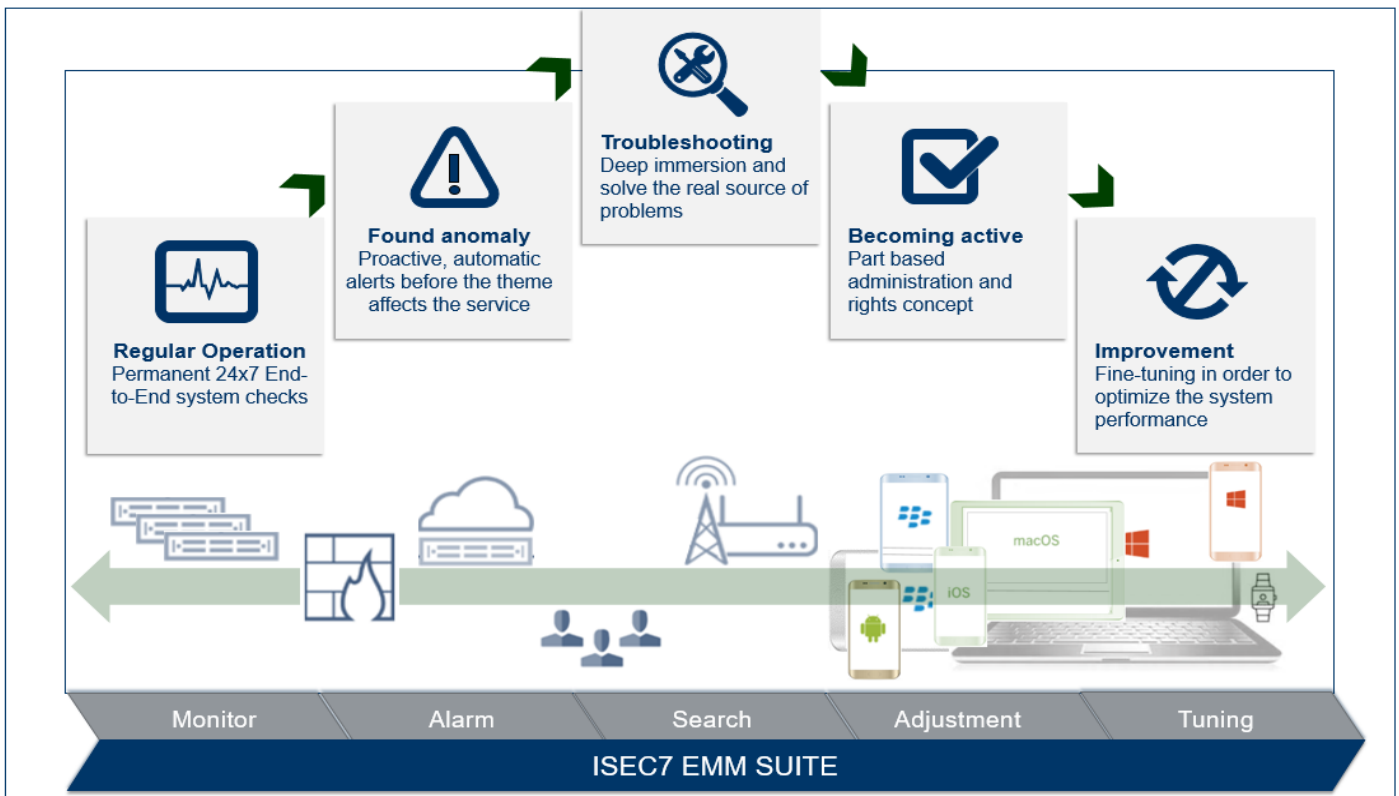 Troubleshooting
Deep immersion and
solve the real source of
problems
Found anomaly
Proactive, automatic
alerts before the theme
affects the service
Becoming active
Part based
administration and
rights concept
Regular Operation
Permanent 24x7 End-
to-End system checks
Improvement
Fine-tuning in order to
optimize the system
performance
macOS
iOS
Monitor
Alarm
Search
Adjustment
Tuning
ISEC7 EMM SUITE